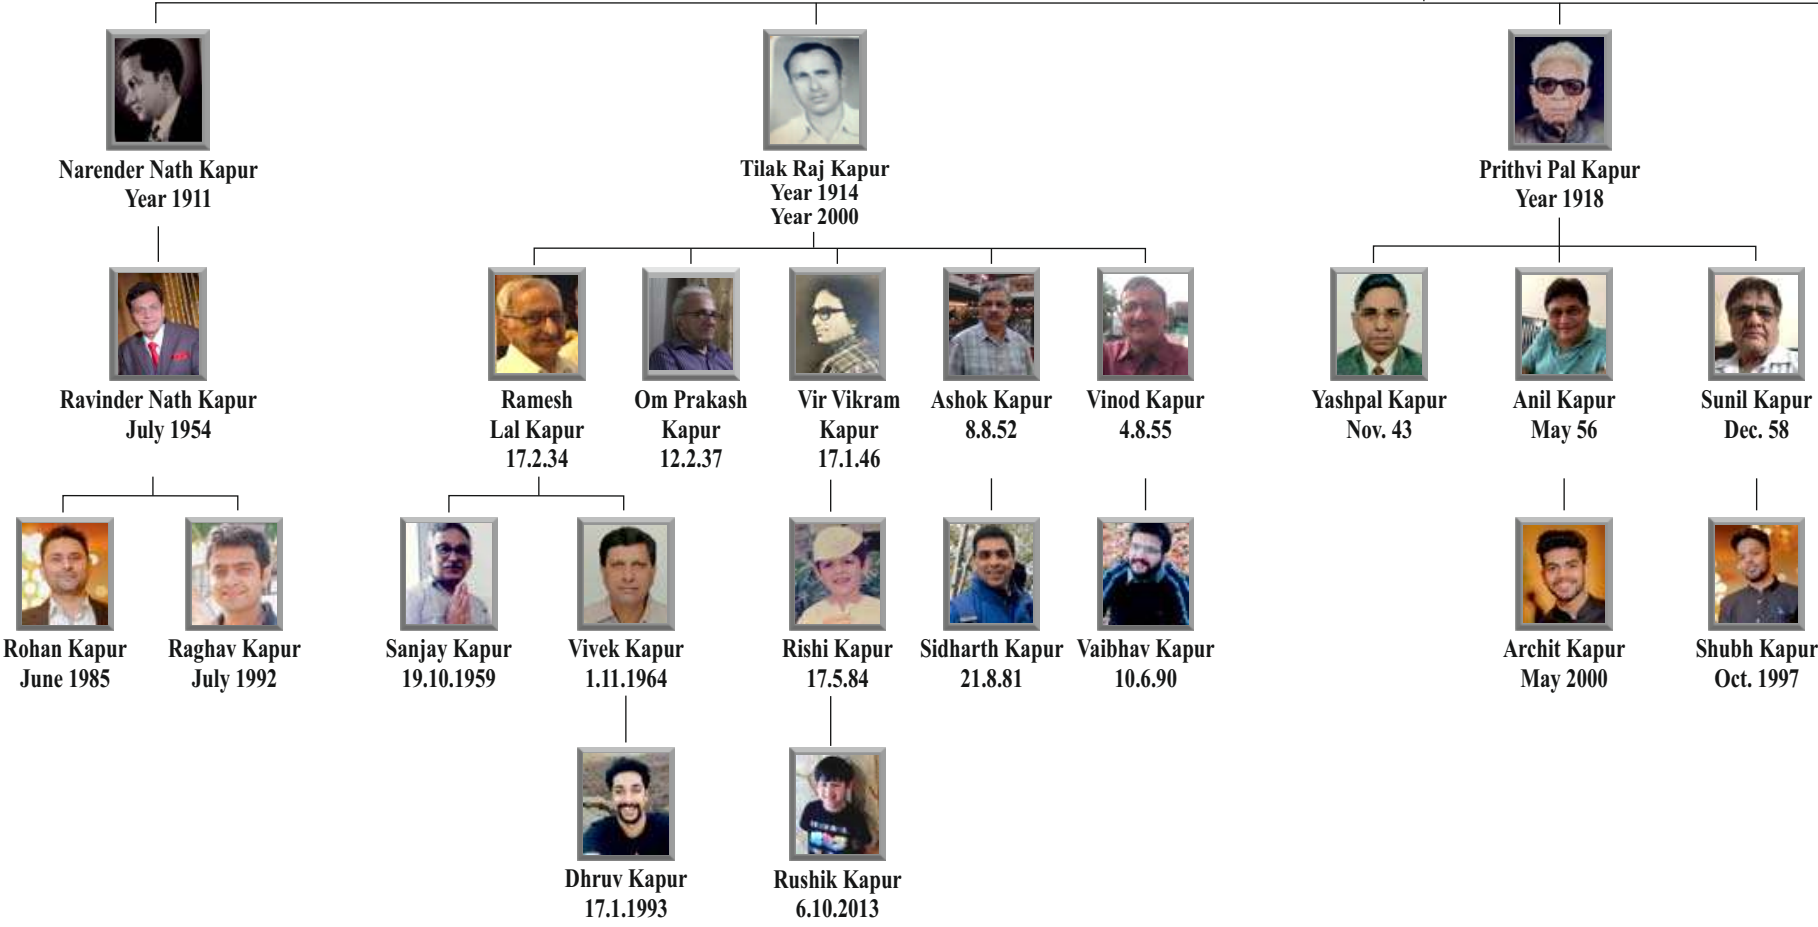 Narender Nath Kapur
Year 1911
Tilak Raj Kapur
Year 1914
Year 2000
Prithvi Pal Kapur
Year 1918
Ravinder Nath Kapur
July 1954
Ramesh
Lal Kapur
17.2.34
Om Prakash
Kapur
12.2.37
Vir Vikram
Kapur
17.1.46
Ashok Kapur
8.8.52
Vinod Kapur
4.8.55
Yashpal Kapur
Nov. 43
Anil Kapur
May 56
Sunil Kapur
Dec. 58
Rohan Kapur
June 1985
Raghav Kapur
July 1992
Sanjay Kapur
19.10.1959
Vivek Kapur
1.11.1964
Rishi Kapur
17.5.84
Sidharth Kapur
21.8.81
Vaibhav Kapur
10.6.90
Archit Kapur
May 2000
Shubh Kapur
Oct. 1997
Dhruv Kapur
17.1.1993
Rushik Kapur
6.10.2013